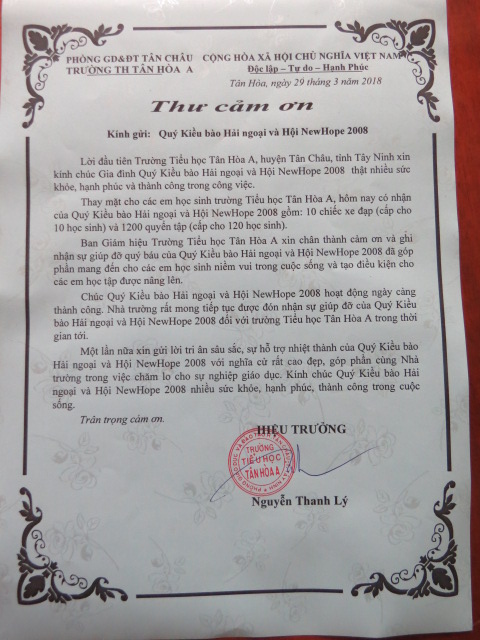 PHÒNG GD&ĐT TÂN CHÂU CỘNG HÒA XÃ HỘI CHỦ NGHĨA VIỆT NAM
TRƯỜNG TH TÂN HÒA A Độc lập – Tự do – Hạnh Phúc
Tân Hòa, ngày 29 tháng 3 năm 2018
Thư cảm ơn
Kính gửi: Quý Kiều bào Hải ngoại và Hội NewHope 2008
Lời đầu tiên Trường Tiểu học Tân Hòa A, huyện Tân Châu, tỉnh Tây Ninh xin
kính chúc Gia đình Quý Kiều bào Hải ngoại và Hội NewHope 2008 thật nhiều sức
khỏe, hạnh phúc và thành công trong công việc.
Thay mặt cho các em học sinh trường Tiểu học Tân Hòa A, hôm nay có nhận
của Quý Kiều bào Hải ngoại và Hội NewHope 2008 gồm: 10 chiếc xe đạp (cấp cho
10 học sinh) và 1200 quyển tập (cấp cho 120 học sinh).
Ban Giám hiệu Trường Tiểu học Tân Hòa A xin chân thành cảm ơn và ghi
nhận sự giúp đỡ quý báu của Quý Kiều bào Hải ngoại và Hội NewHope 2008 đã góp
phần mang đến cho các em học sinh niềm vui trong cuộc sống và tạo điều kiện cho
các em học tập được nâng lên.
Chúc Quý Kiều bào Hải ngoại và Hội NewHope 2008 hoạt động ngày càng
thành công. Nhà trường rất mong tiếp tục được đón nhận sự giúp đỡ của Quý Kiều
bào Hải ngoại và Hội NewHope 2008 đối với trường Tiểu học Tân Hòa A trong thời
gian tới.
Một lần nữa xin gửi lời tri ân sâu sắc, sự hỗ trợ nhiệt thành của Quý Kiều bào
Hải ngoại và Hội NewHope 2008 với nghĩa cử rất cao đẹp, góp phần cùng Nhà
trường trong việc chăm lo cho sự nghiệp giáo dục. Kính chúc Quý Kiều bào Hải
ngoại và Hội NewHope 2008 nhiều sức khỏe, hạnh phúc, thành công trong cuộc
sống.
Trân trọng cảm ơn.
HIỆU TRƯỞNG
TRƯỜNG
TIỂU HỌC
TÂN HÒA A
Nguyễn Thanh Lý